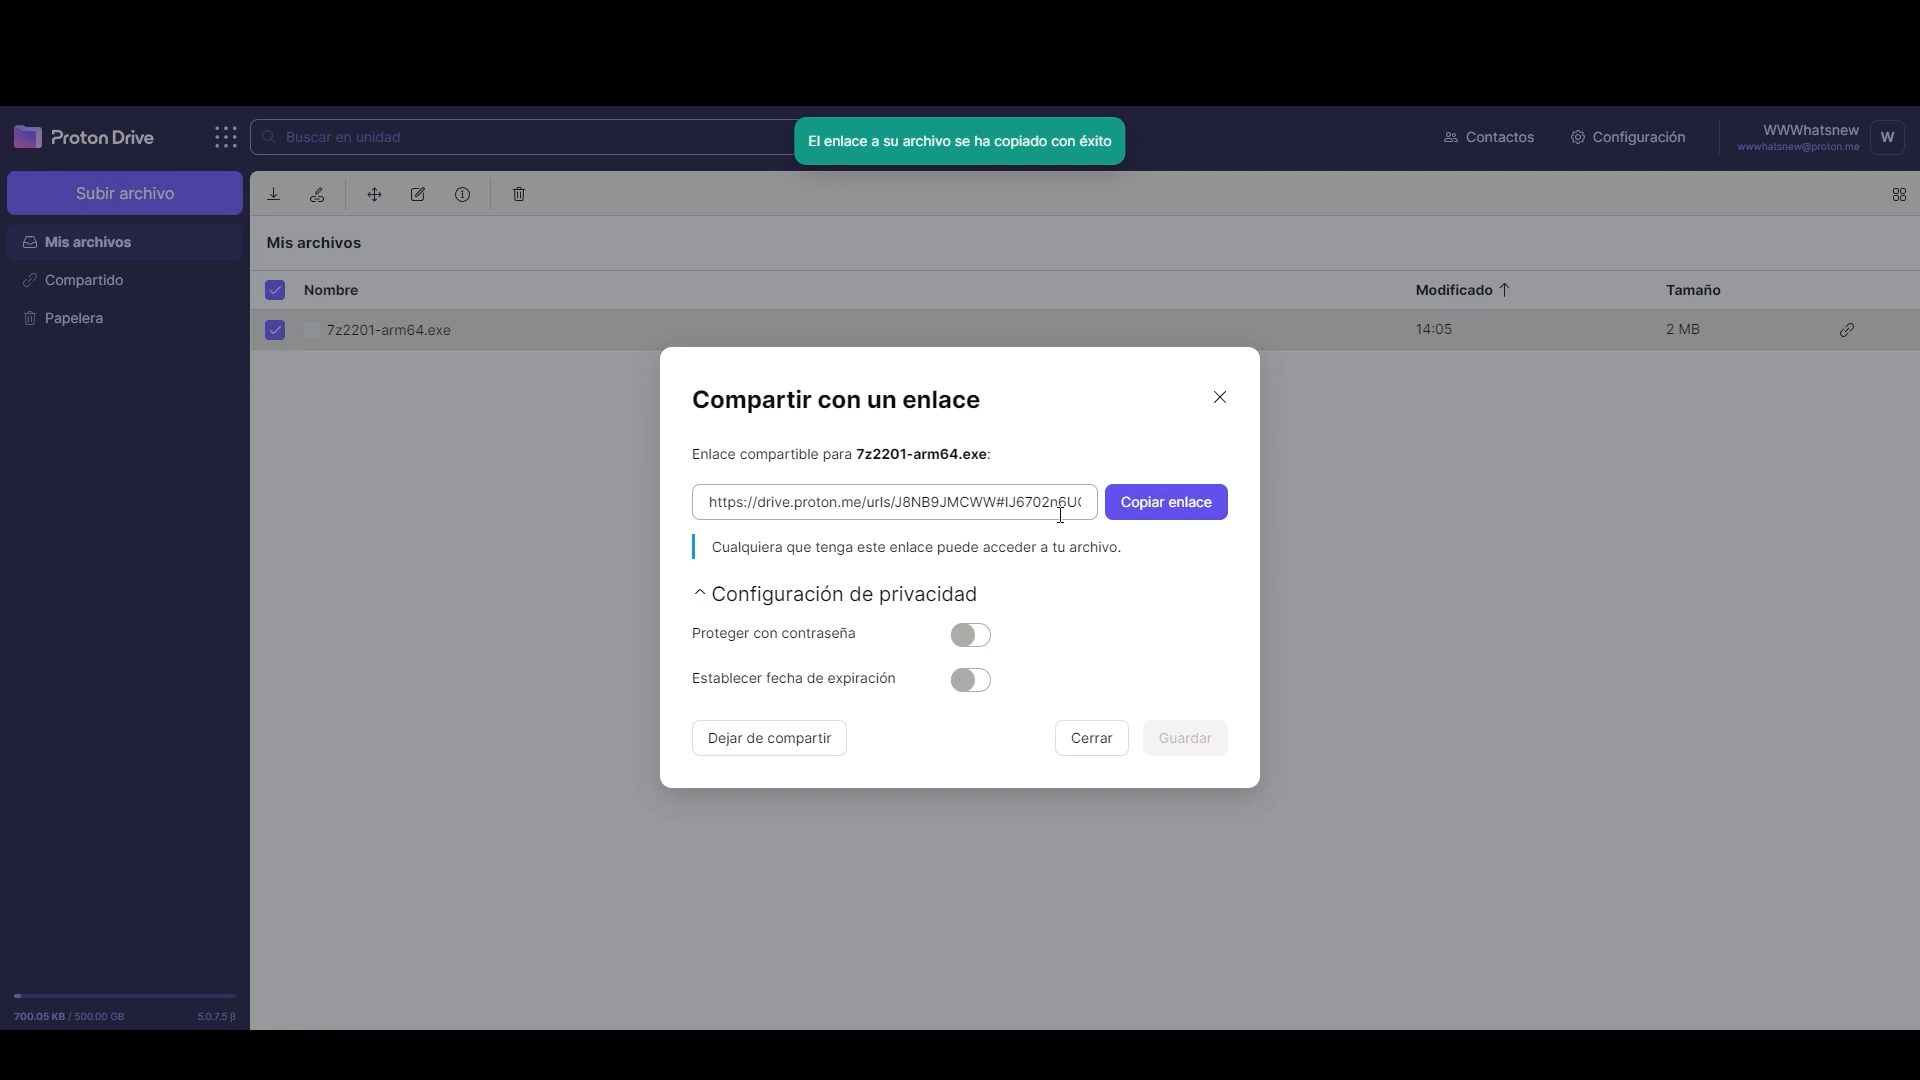 Proton Drive
Buscar en unidad
El enlace a su archivo se ha copiado con éxito
Contactos
Configuración
WWWhatsnew
wwwhatsnew@proton.me
W
Subir archivo
Mis archivos
Compartido
Papelera
Mis archivos
Nombre
Modificado
Tamaño
7z2201-arm64.exe
14:05
2 MB
Compartir con un enlace
Enlace compartible para 7z2201-arm64.exe:
https://drive.proton.me/urls/J8NB9JMCWW#IJ6702n6U
Copiar enlace
Cualquiera que tenga este enlace puede acceder a tu archivo.
Configuración de privacidad
Proteger con contraseña
Establecer fecha de expiración
Dejar de compartir
Cerrar
Guardar
700.05 KB / 500.00 GB
5.0.7.5 β